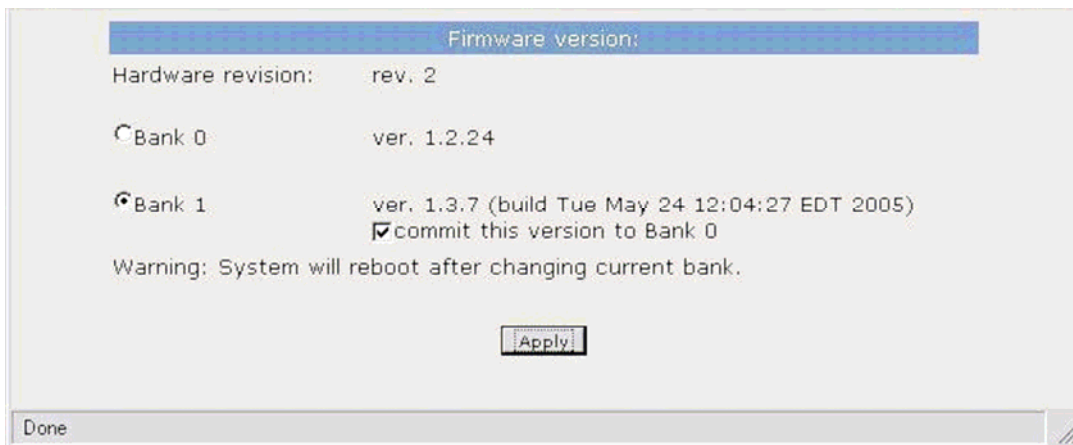 Firmware version:
Hardware revision: rev. 2
Bank 0 ver. 1.2.24
Bank 1 ver. 1.3.7 (build Tue May 24 12:04:27 EDT 2005)
commit this version to Bank 0
Warning: System will reboot after changing current bank.
Apply
Done